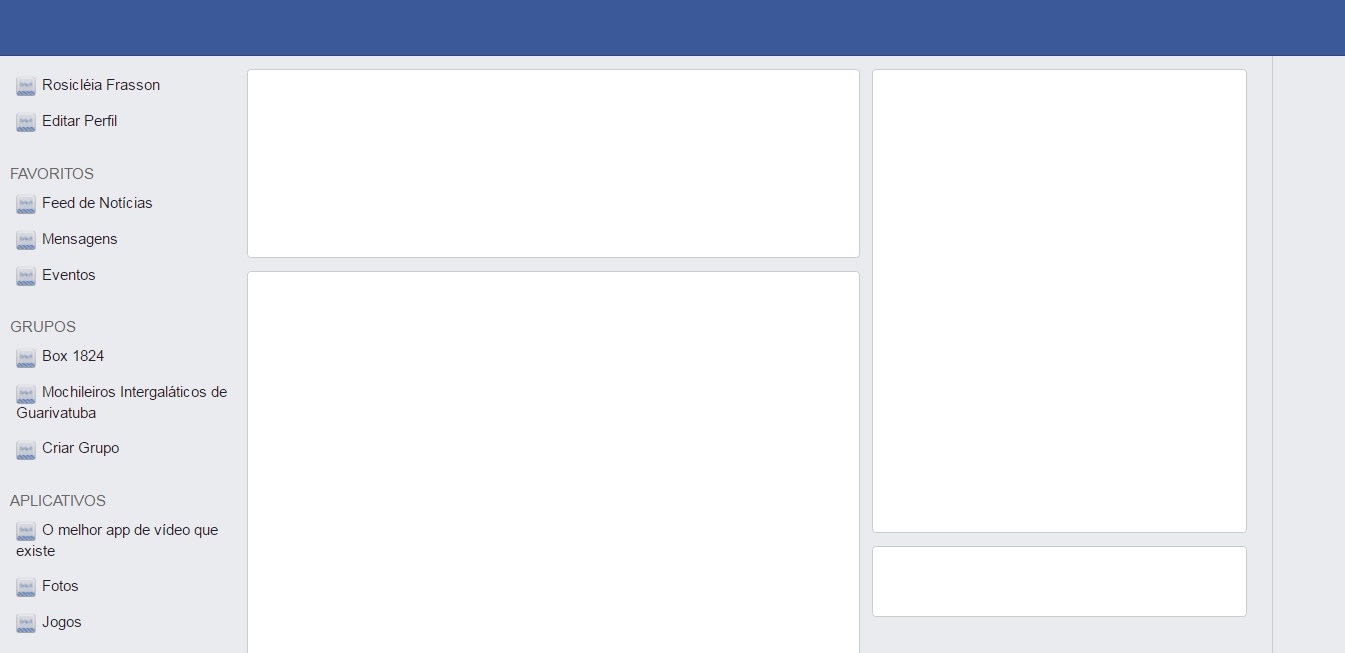 Rosicléia Frasson
Editar Perfil
FAVORITOS
Feed de Notícias
Mensagens
Eventos
GRUPOS
Box 1824
Mochileiros Intergaláticos de
Guarivatuba
Criar Grupo
APLICATIVOS
O melhor app de vídeo que
existe
Fotos
Jogos